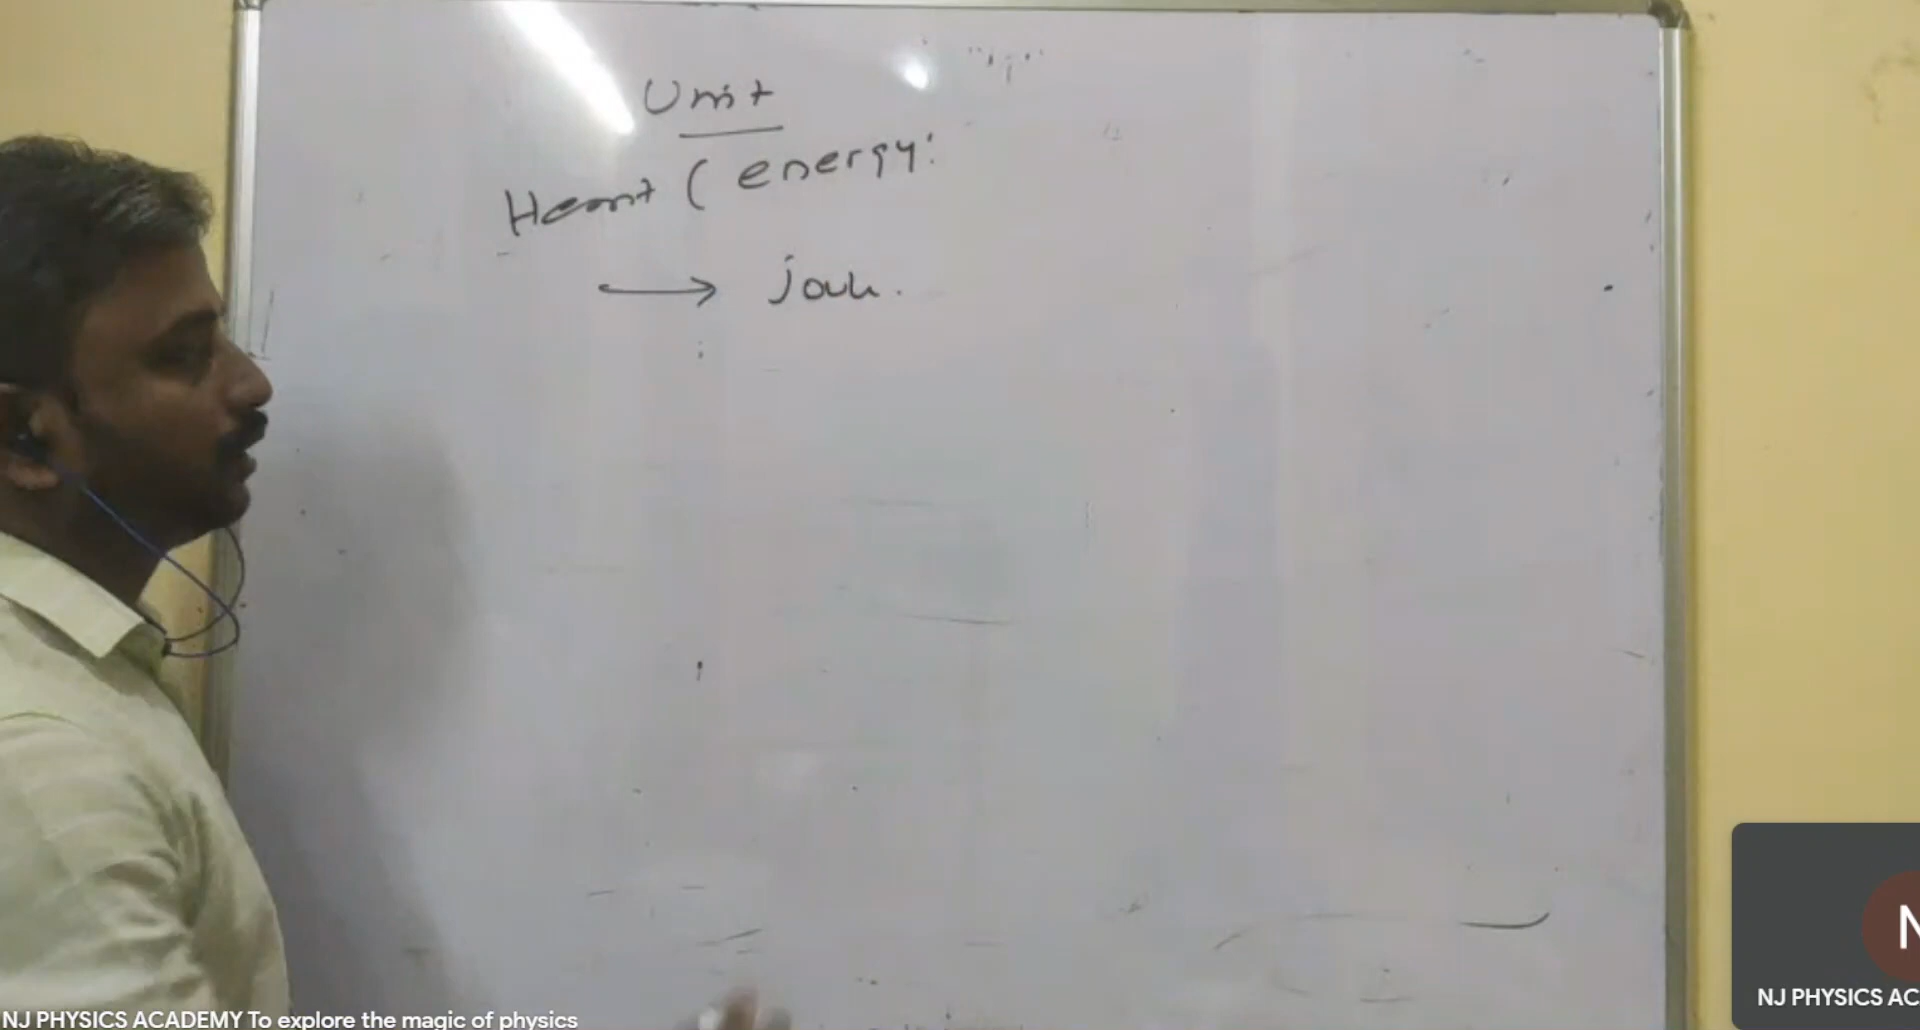 Unit
Heat ( energy:
→ joule.
NJ PHYSICS ACADEMY To explore the magic of physics
N
NJ PHYSICS AC